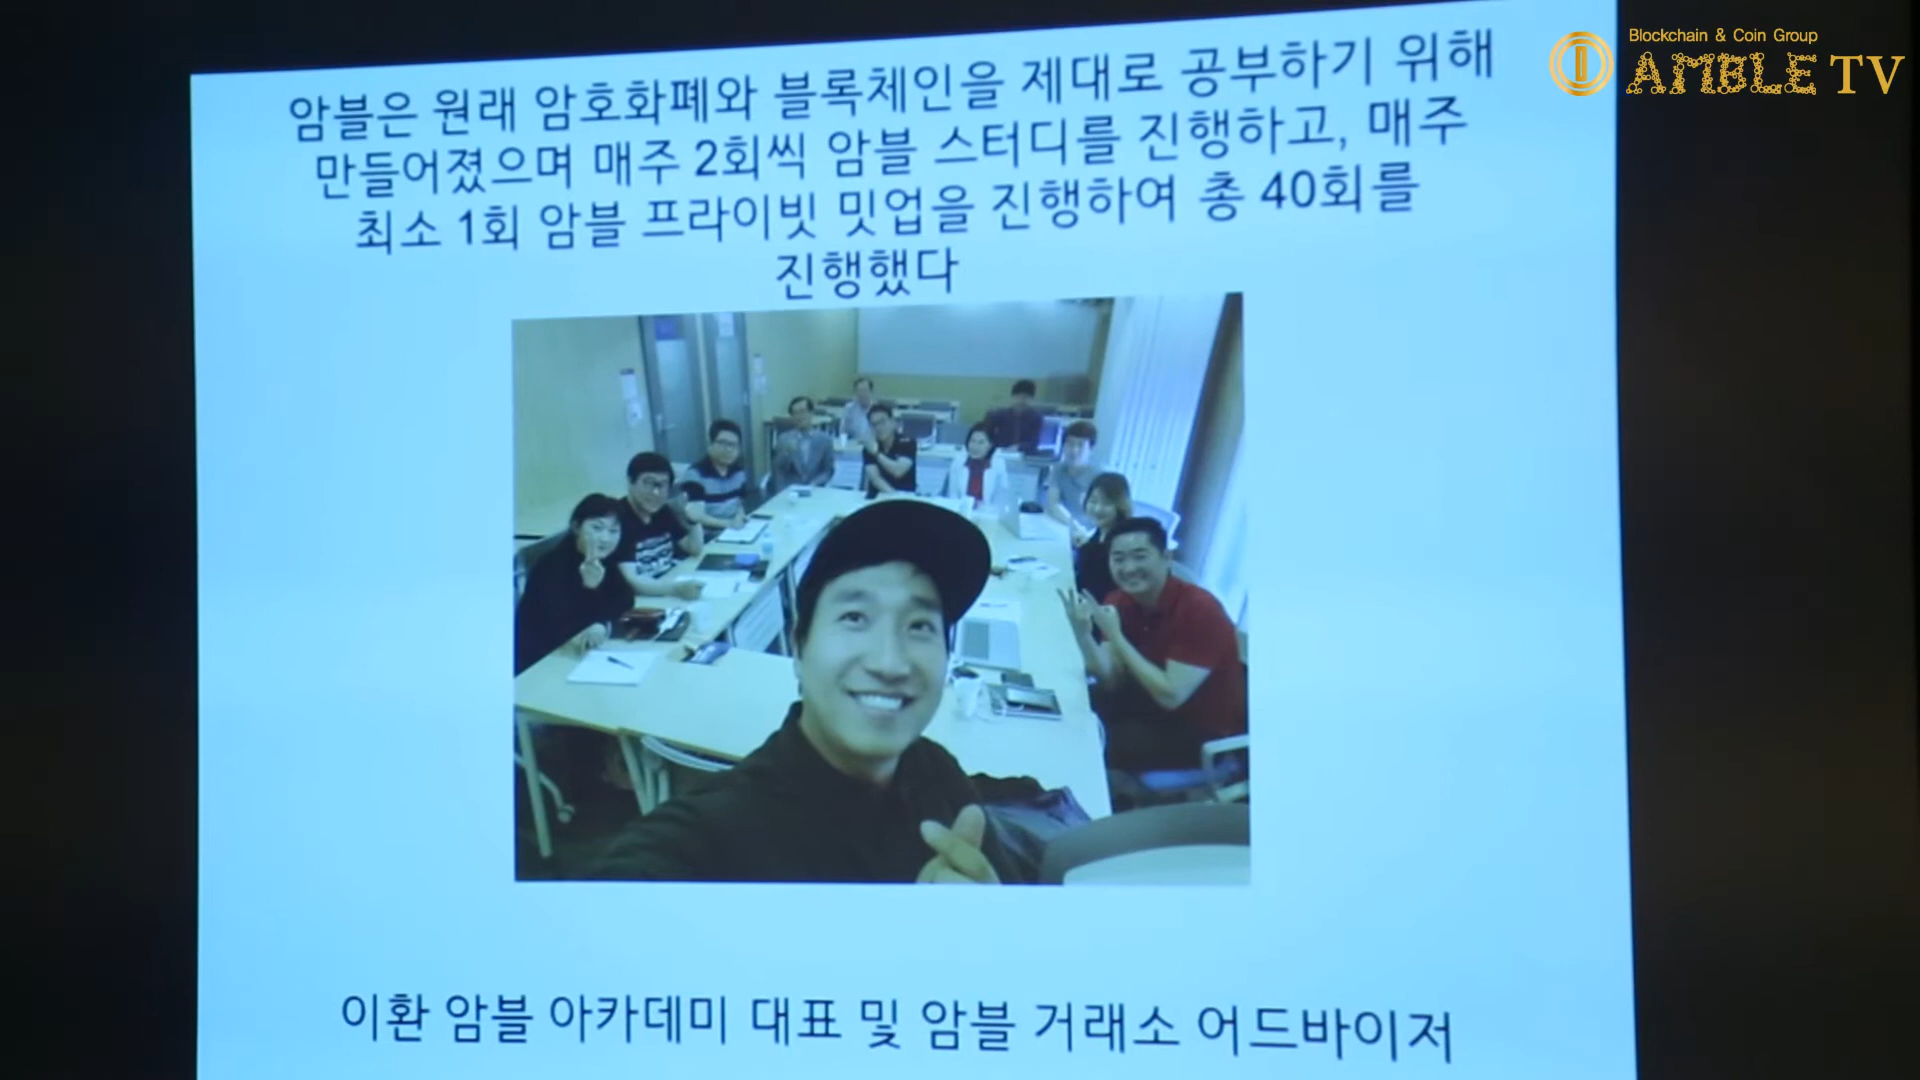 Blockchain & Coin Group
AMBLE TV
암블은 원래 암호화폐와 블록체인을 제대로 공부하기 위해
만들어졌으며 매주 2회씩 암블 스터디를 진행하고, 매주
최소 1회 암블 프라이빗 밋업을 진행하여 총 40회를
진행했다
이환 암블 아카데미 대표 및 암블 거래소 어드바이저